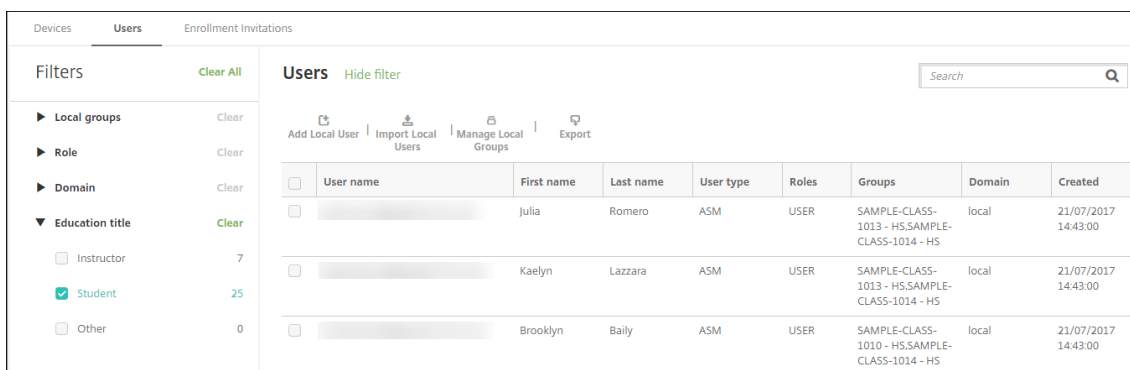 Devices Users Enrollment Invitations
Filters Clear All
Users Hide filter
Search
Local groups Clear
Role Clear
Domain Clear
Education title Clear
Instructor 7
Student 25
Other 0
Add Local User | Import Local | Manage Local | Export
Users Groups
User name First name Last name User type Roles Groups Domain Created
Julia Romero ASM USER SAMPLE-CLASS- local 21/07/2017
1013 - HS,SAMPLE- 14:43:00
CLASS-1014 - HS
Kaelyn Lazzara ASM USER SAMPLE-CLASS- local 21/07/2017
1013 - HS,SAMPLE- 14:43:00
CLASS-1014 - HS
Brooklyn Baily ASM USER SAMPLE-CLASS- local 21/07/2017
1010 - HS,SAMPLE- 14:43:00
CLASS-1014 - HS